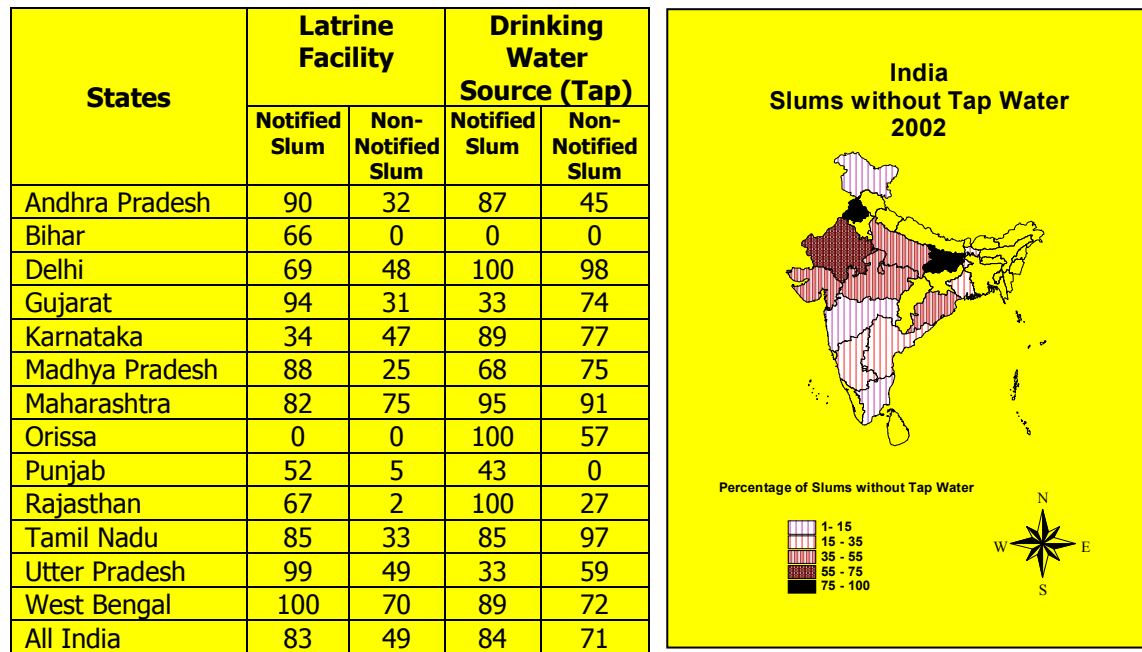 States
Latrine
Facility
Drinking
Water
Source (Tap)
Notified
Slum
Non-
Notified
Slum
Notified
Slum
Non-
Notified
Slum
Andhra Pradesh 90 32 87 45
Bihar 66 0 0 0
Delhi 69 48 100 98
Gujarat 94 31 33 74
Karnataka 34 47 89 77
Madhya Pradesh 88 25 68 75
Maharashtra 82 75 95 91
Orissa 0 0 100 57
Punjab 52 5 43 0
Rajasthan 67 2 100 27
Tamil Nadu 85 33 85 97
Utter Pradesh 99 49 33 59
West Bengal 100 70 89 72
All India 83 49 84 71
India
Slums without Tap Water
2002
Percentage of Slums without Tap Water
1- 15
15 - 35
35 - 55
55 - 75
75 - 100
N
W E
S